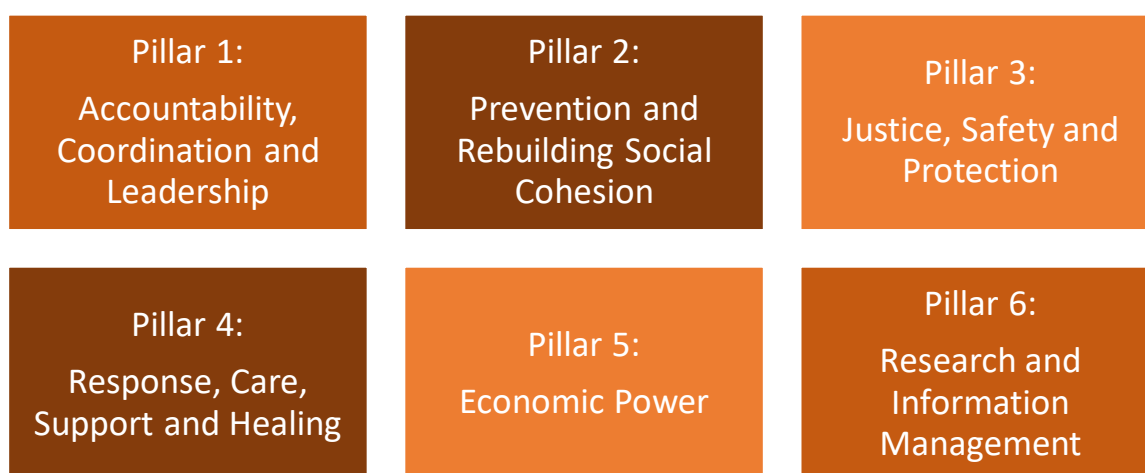 Pillar 1:
Accountability,
Coordination and
Leadership
Pillar 2:
Prevention and
Rebuilding Social
Cohesion
Pillar 3:
Justice, Safety and
Protection
Pillar 4:
Response, Care,
Support and Healing
Pillar 5:
Economic Power
Pillar 6:
Research and
Information
Management